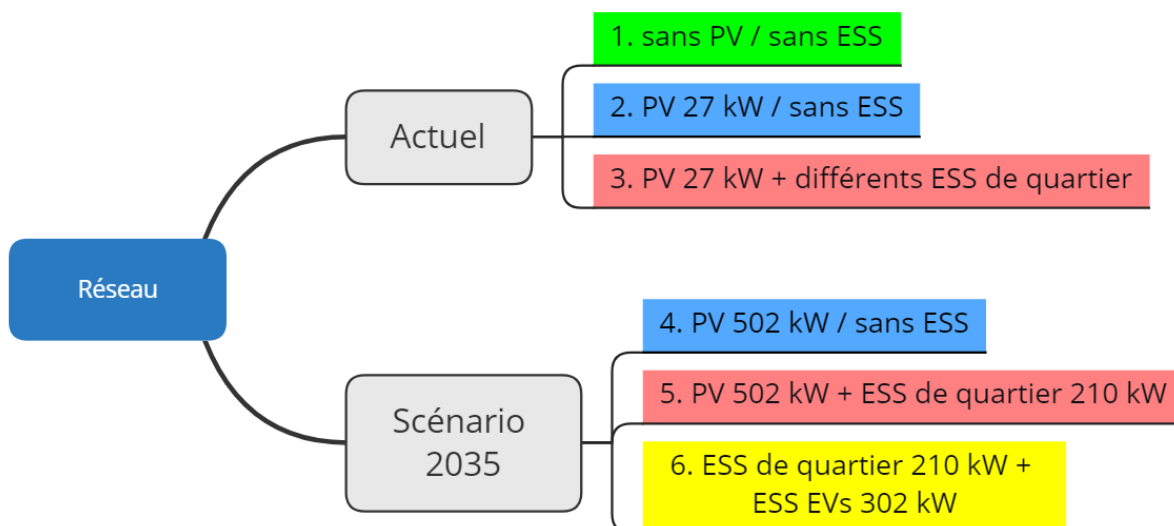 Réseau
Actuel
1. sans PV / sans ESS
2. PV 27 kW / sans ESS
3. PV 27 kW + différents ESS de quartier
Scénario
2035
4. PV 502 kW / sans ESS
5. PV 502 kW + ESS de quartier 210 kW
6. ESS de quartier 210 kW +
ESS EVs 302 kW